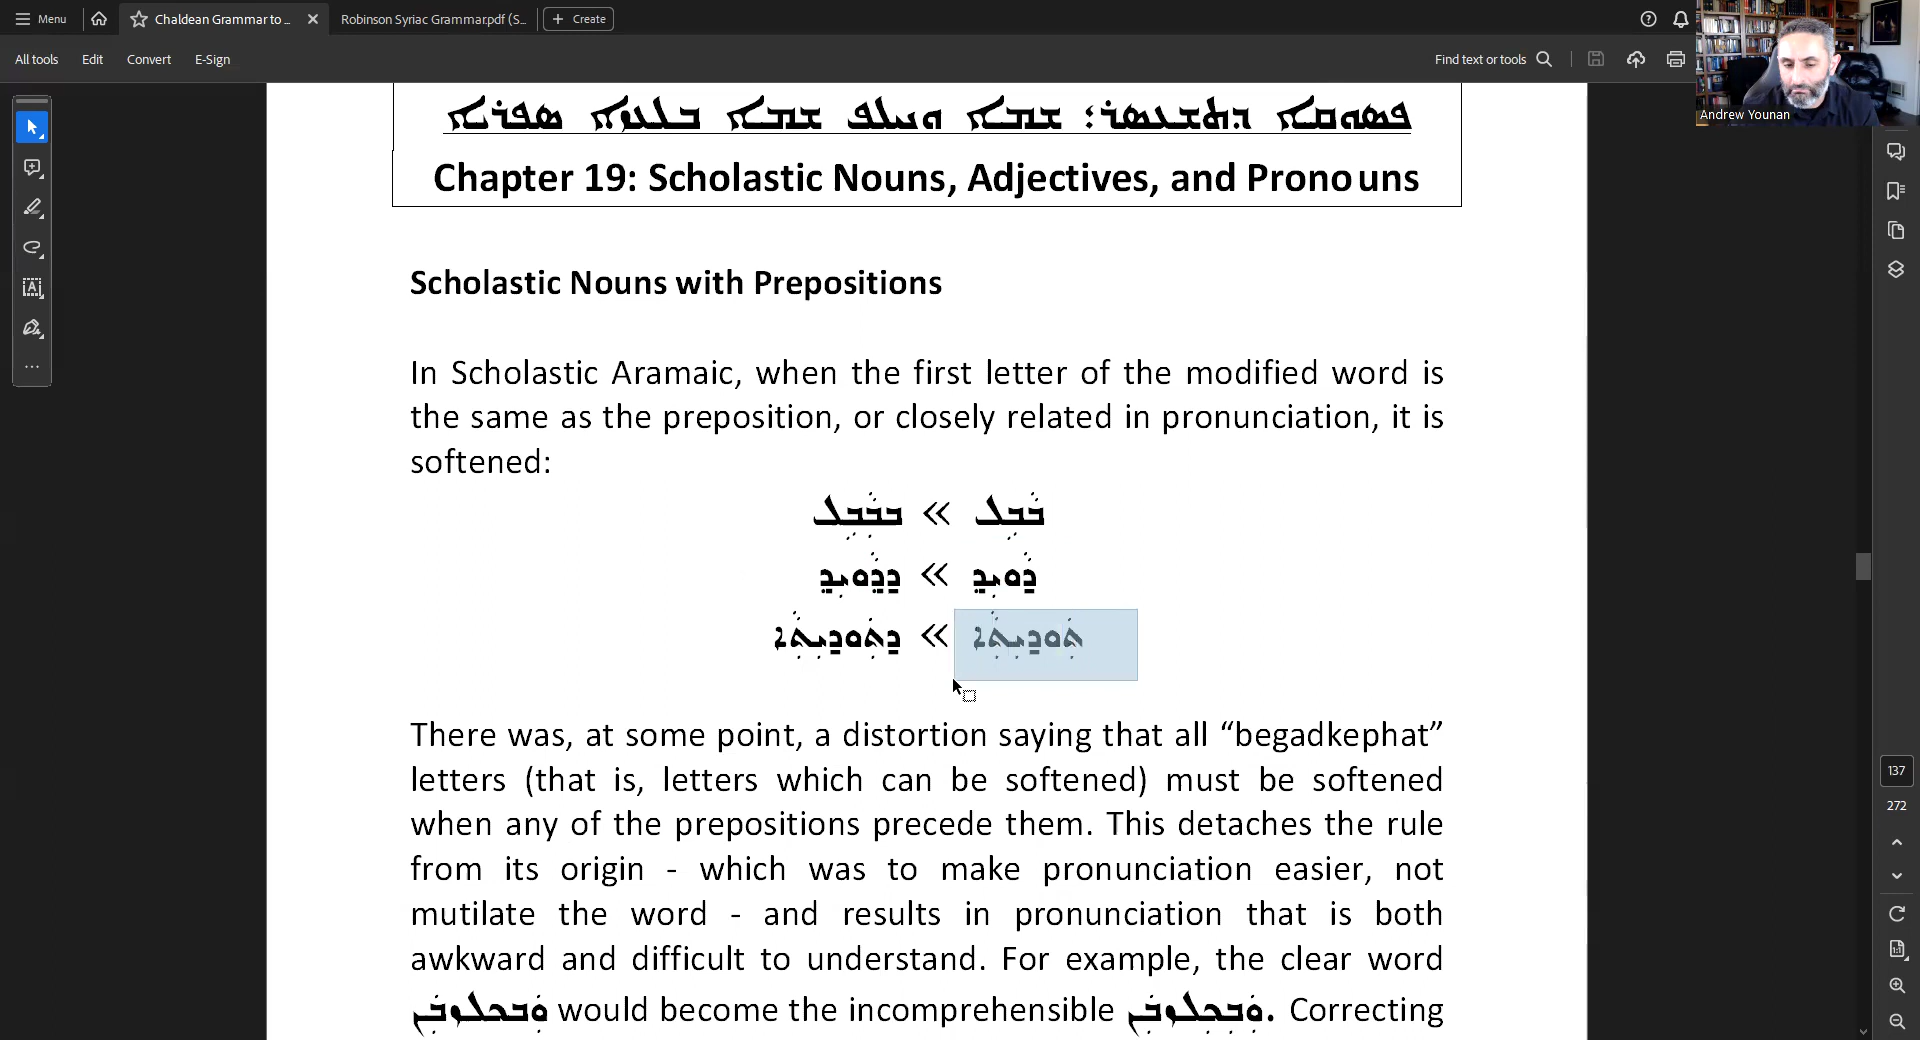 Menu
Chaldean Grammar to ...
Robinson Syriac Grammar.pdf (S...
Create
All tools
Edit
Convert
E-Sign
Find text or tools
Andrew Younan
Chapter 19: Scholastic Nouns, Adjectives, and Pronouns
Scholastic Nouns with Prepositions
In Scholastic Aramaic, when the first letter of the modified word is
the same as the preposition, or closely related in pronunciation, it is
softened:
There was, at some point, a distortion saying that all “begadkephat”
letters (that is, letters which can be softened) must be softened
when any of the prepositions precede them. This detaches the rule
from its origin - which was to make pronunciation easier, not
mutilate the word - and results in pronunciation that is both
awkward and difficult to understand. For example, the clear word
would become the incomprehensible . Correcting
137
272